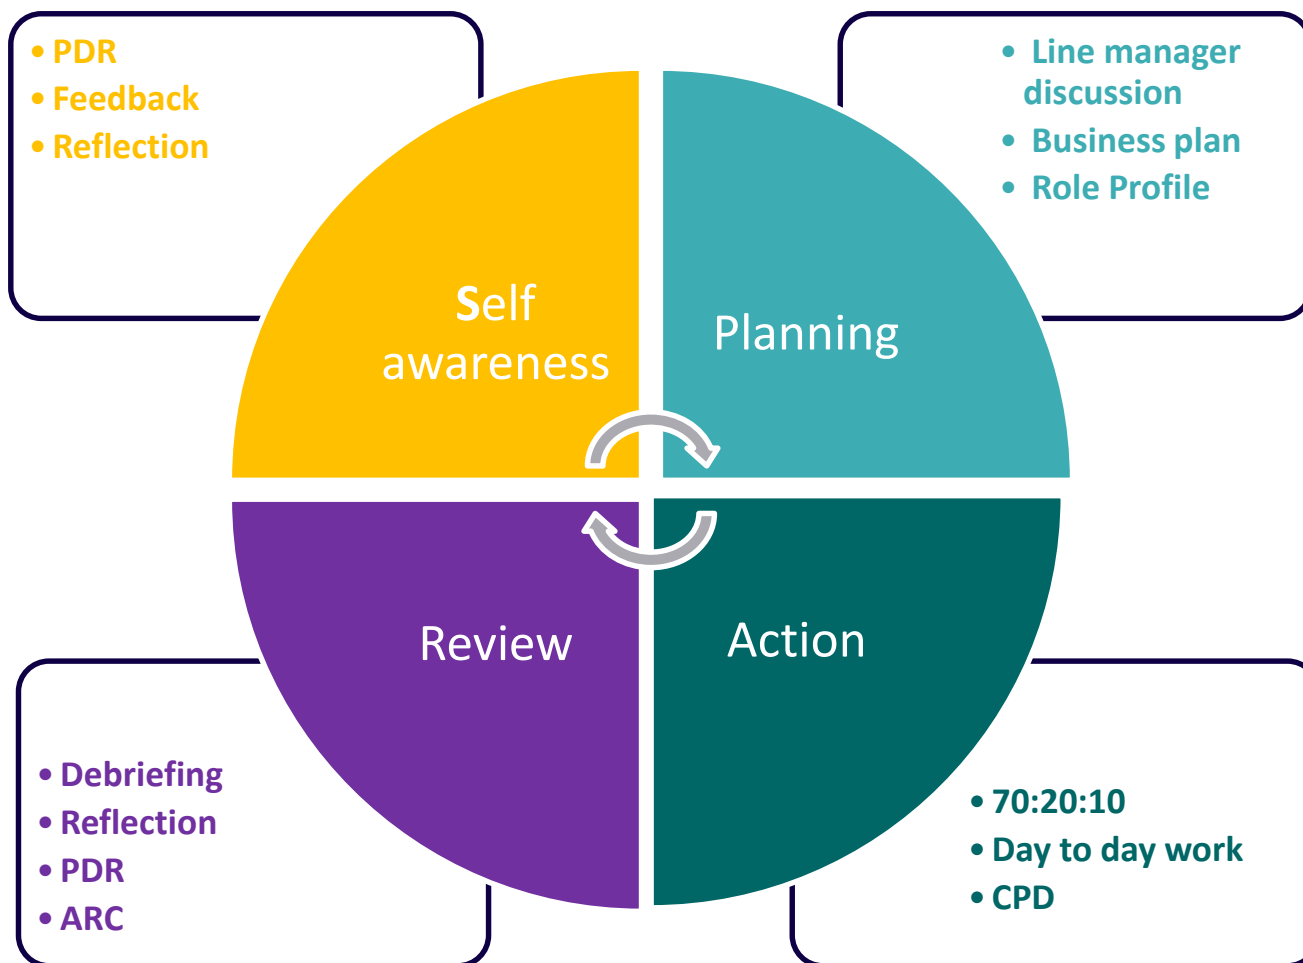 • PDR
• Feedback
• Reflection
• Line manager
discussion
• Business plan
• Role Profile
Self
awareness
Planning
Review
Action
• Debriefing
• Reflection
• PDR
• ARC
• 70:20:10
• Day to day work
• CPD